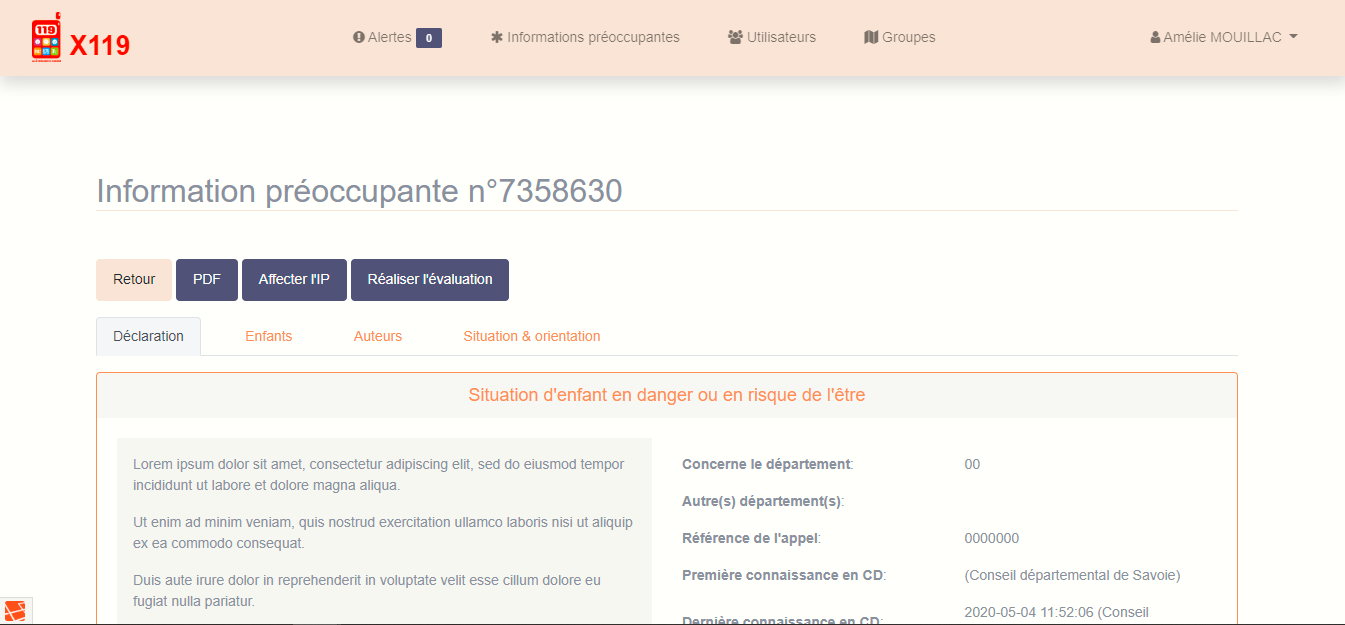 119
X119
Alertes 0
Informations préoccupantes
Utilisateurs
Groupes
Amélie MOUILLAC
Information préoccupante n°7358630
Retour
PDF
Affecter l'IP
Réaliser l'évaluation
Déclaration
Enfants
Auteurs
Situation & orientation
Situation d'enfant en danger ou en risque de l'être
Lorem ipsum dolor sit amet, consectetur adipiscing elit, sed do eiusmod tempor
incididunt ut labore et dolore magna aliqua.
Ut enim ad minim veniam, quis nostrud exercitation ullamco laboris nisi ut aliquip
ex ea commodo consequat.
Duis aute irure dolor in reprehenderit in voluptate velit esse cillum dolore eu
fugiat nulla pariatur.
Concerne le département: 00
Autre(s) département(s):
Référence de l'appel: 0000000
Première connaissance en CD: (Conseil départemental de Savoie)
Dernière connaissance en CD: 2020-05-04 11:52:06 (Conseil